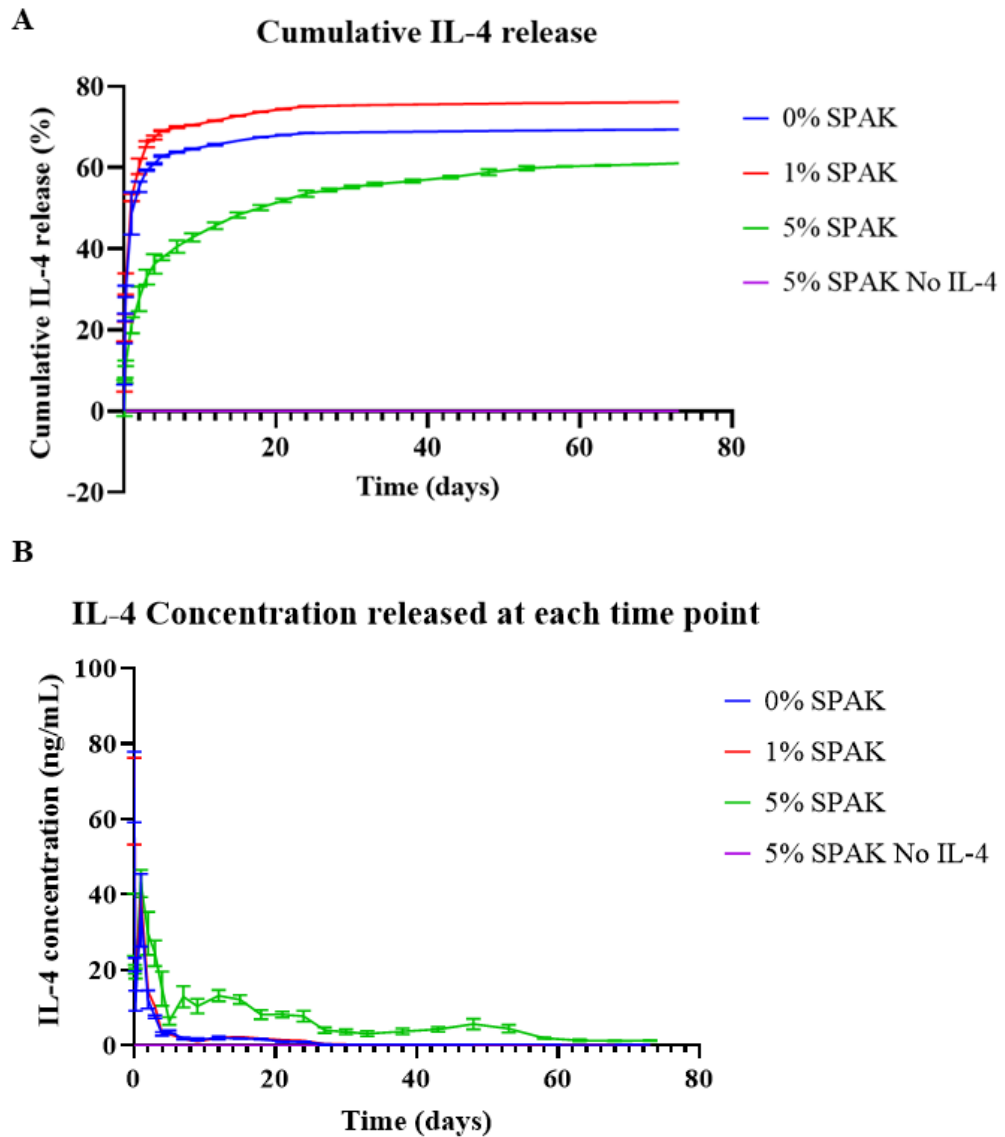 A
Cumulative IL-4 release
Cumulative IL-4 release (%)
80
60
40
20
0
-20
20
40
60
80
Time (days)
0% SPAK
1% SPAK
5% SPAK
5% SPAK No IL-4
B
IL-4 Concentration released at each time point
IL-4 concentration (ng/mL)
100
80
60
40
20
0
0
20
40
60
80
Time (days)
0% SPAK
1% SPAK
5% SPAK
5% SPAK No IL-4